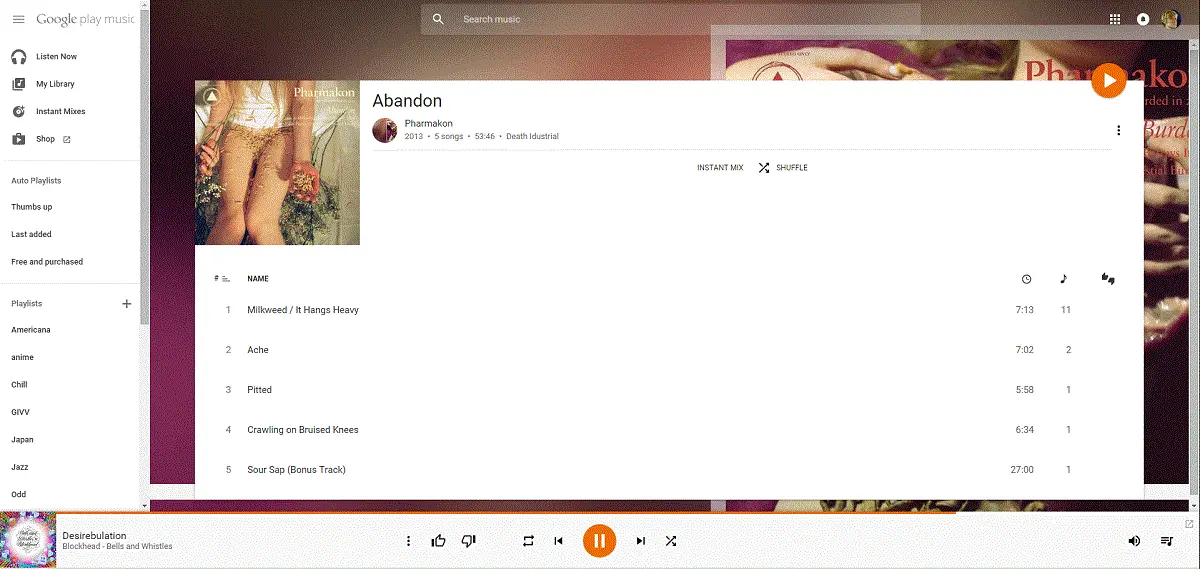 Google play music
Search music
Listen Now
My Library
Instant Mixes
Shop
Auto Playlists
Thumbs up
Last added
Free and purchased
Playlists
Americana
anime
Chill
GIVV
Japan
Jazz
Odd
Pharmakon
Abandon
Pharmakon
2013 • 5 songs • 53:46 • Death Idustrial
INSTANT MIX SHUFFLE
# NAME
1 Milkweed / It Hangs Heavy 7:13 11
2 Ache 7:02 2
3 Pitted 5:58 1
4 Crawling on Bruised Knees 6:34 1
5 Sour Sap (Bonus Track) 27:00 1
Desirebulation
Blockhead - Bells and Whistles